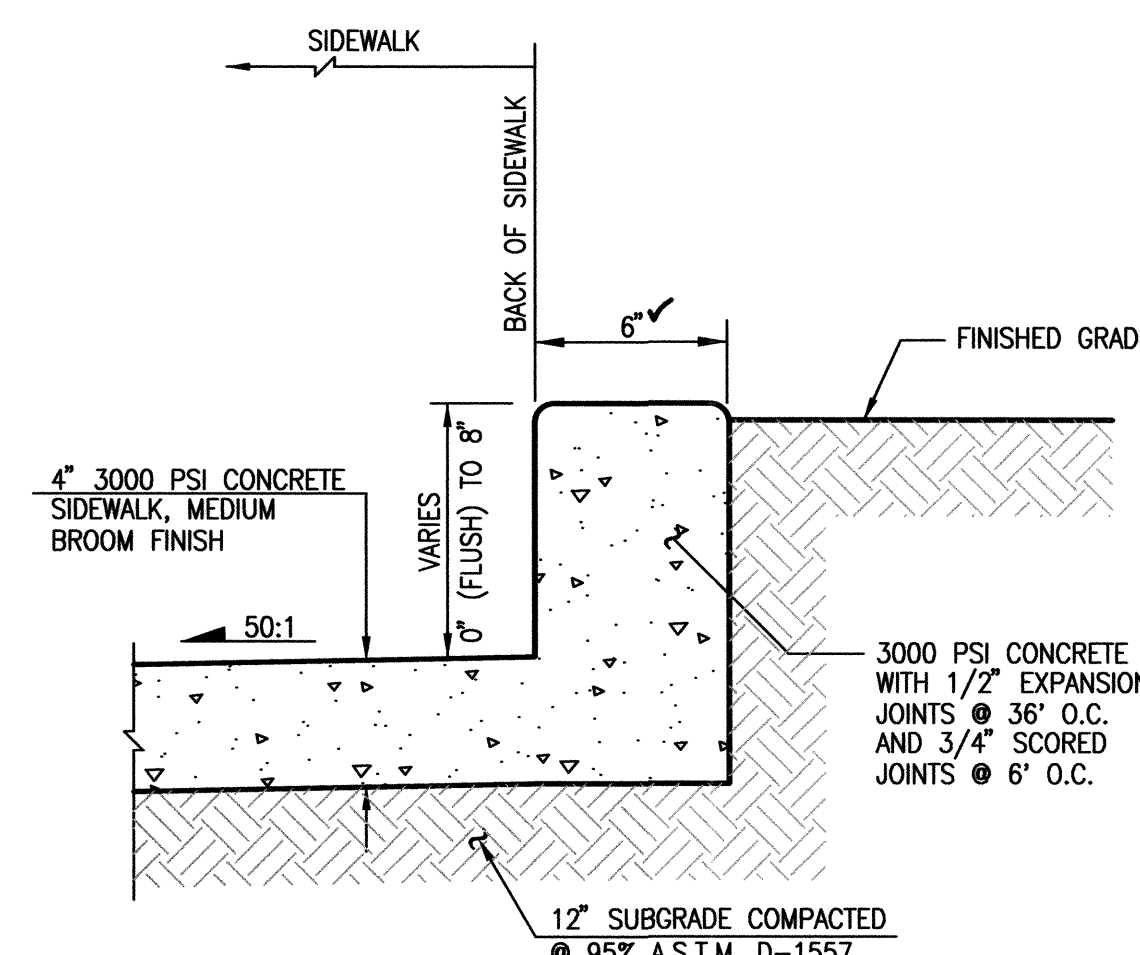 SIDEWALK
BACK OF SIDEWALK
6"
FINISHED GRAD
4" 3000 PSI CONCRETE
SIDEWALK, MEDIUM
BROOM FINISH
VARIES
0" (FLUSH) TO 8"
50:1
3000 PSI CONCRETE
WITH 1/2" EXPANSION
JOINTS @ 36' O.C.
AND 3/4" SCORED
JOINTS @ 6' O.C.
12" SUBGRADE COMPACTED
@ 95% A.S.T.M. D-1557